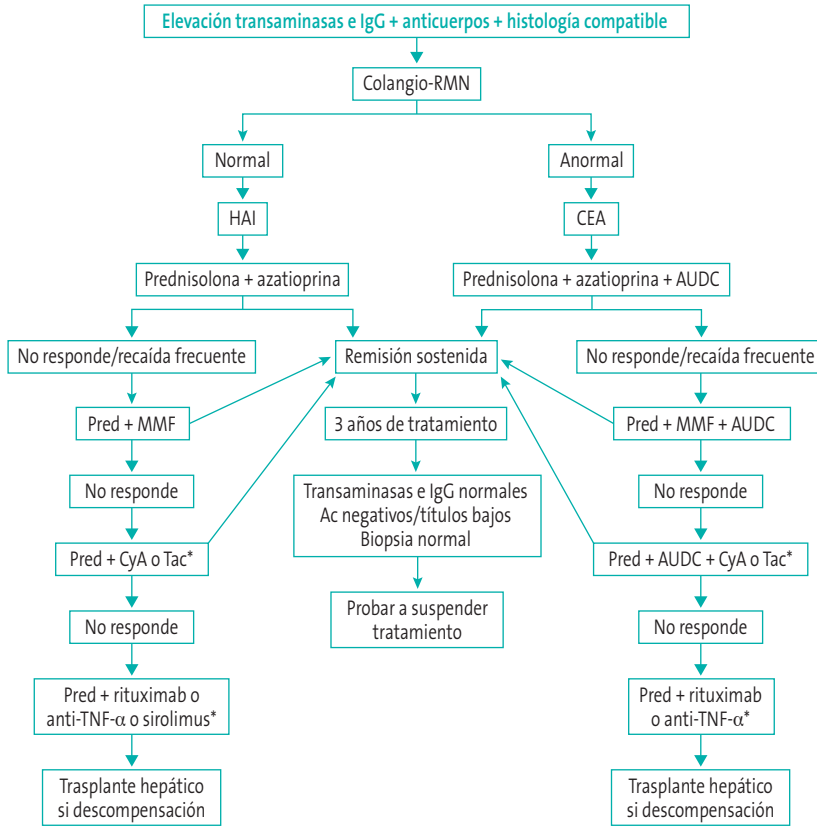 Elevación transaminasas e IgG + anticuerpos + histología compatible
Colangio-RMN
Normal
Anormal
HAI
CEA
Prednisolona + azatioprina
Prednisolona + azatioprina + AUDC
No responde/recaída frecuente
Remisión sostenida
No responde/recaída frecuente
Pred + MMF
3 años de tratamiento
Pred + MMF + AUDC
No responde
Transaminasas e IgG normales
Ac negativos/títulos bajos
Biopsia normal
No responde
Pred + CyA o Tac*
Pred + AUDC + CyA o Tac*
Probar a suspender
tratamiento
No responde
No responde
Pred + rituximab o
anti-TNF-α o sirolimus*
Pred + rituximab
o anti-TNF-α*
Trasplante hepático
si descompensación
Trasplante hepático
si descompensación